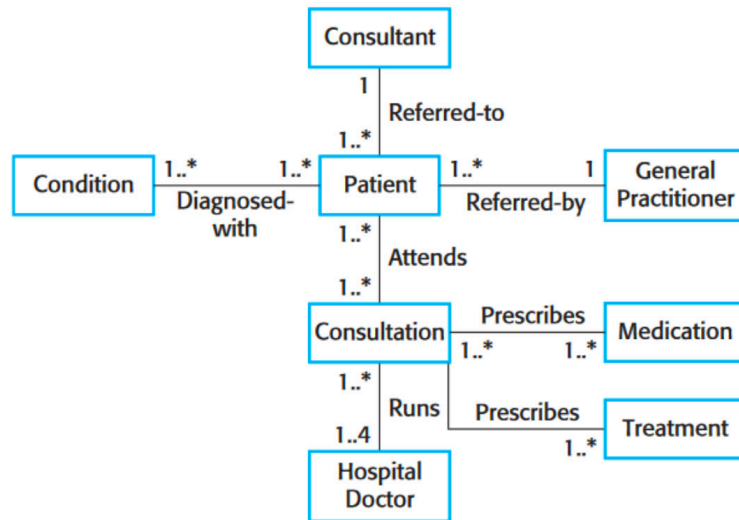 Consultant
1
Referred-to
1..*
Condition
1..*
Diagnosed-
with
1..*
Patient
1..*
Referred-by
1
General
Practitioner
1..*
Attends
1..*
Consultation
Prescribes
1..*
1..*
Medication
1..*
Runs
1..4
Prescribes
1..*
Treatment
Hospital
Doctor